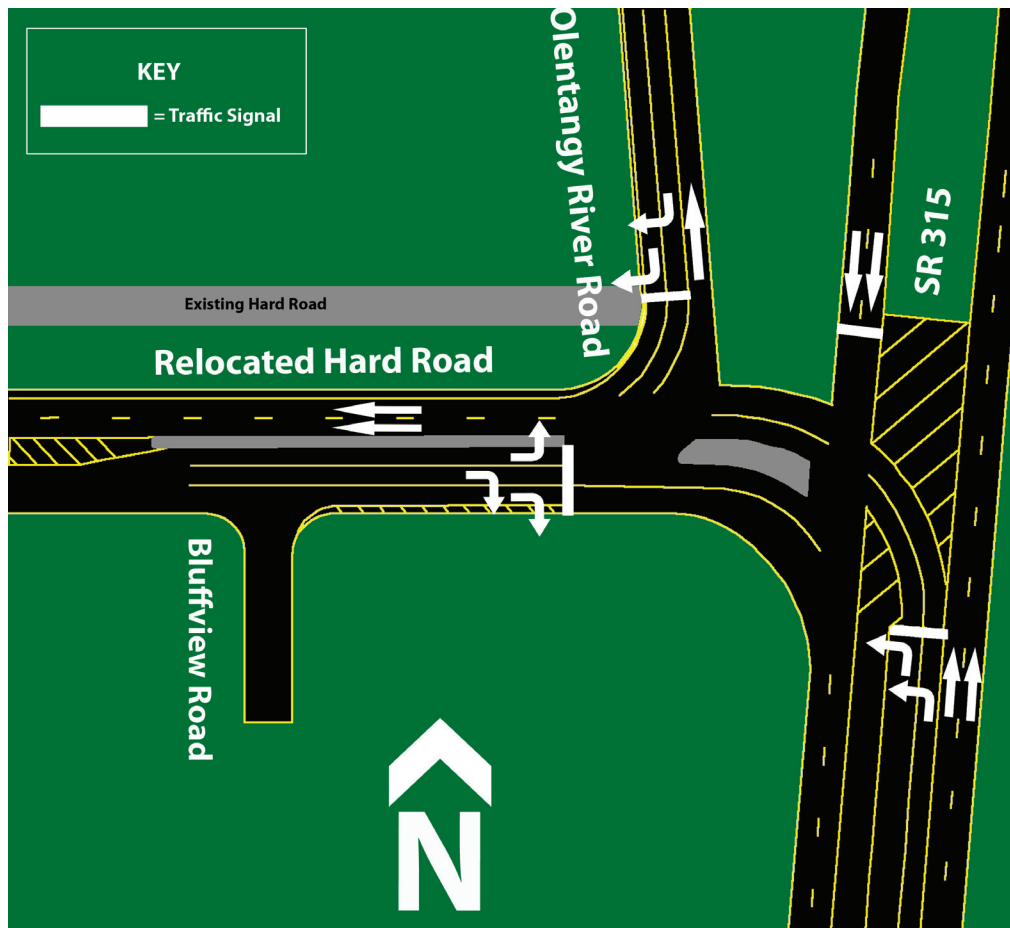 KEY
= Traffic Signal
Olentangy River Road
SR 315
Existing Hard Road
Relocated Hard Road
Bluffview Road
N